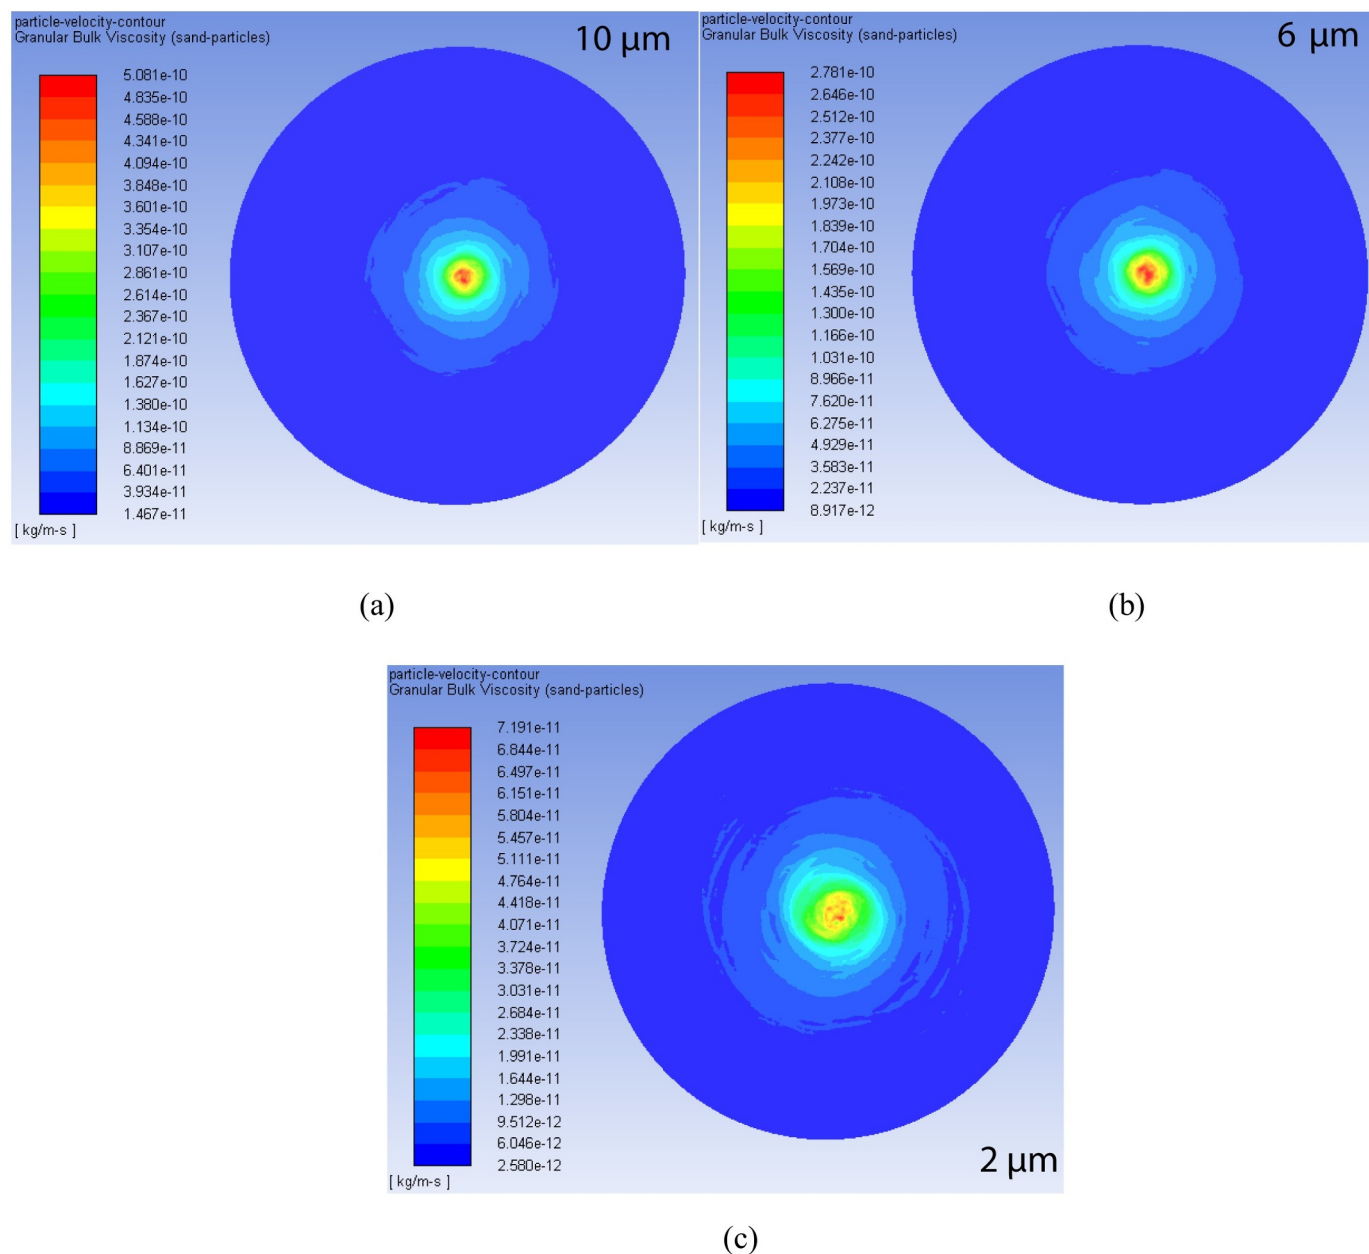 particle-velocity-contour
Granular Bulk Viscosity (sand-particles)
10 µm
5.081e-10
4.835e-10
4.588e-10
4.341e-10
4.094e-10
3.848e-10
3.601e-10
3.354e-10
3.107e-10
2.861e-10
2.614e-10
2.367e-10
2.121e-10
1.874e-10
1.627e-10
1.380e-10
1.134e-10
8.869e-11
6.401e-11
3.934e-11
1.467e-11
[ kg/m-s ]
(a)
particle-velocity-contour
Granular Bulk Viscosity (sand-particles)
6 µm
2.781e-10
2.646e-10
2.512e-10
2.377e-10
2.242e-10
2.108e-10
1.973e-10
1.839e-10
1.704e-10
1.569e-10
1.435e-10
1.300e-10
1.166e-10
1.031e-10
8.966e-11
7.620e-11
6.275e-11
4.929e-11
3.583e-11
2.237e-11
8.917e-12
[ kg/m-s ]
(b)
particle-velocity-contour
Granular Bulk Viscosity (sand-particles)
7.191e-11
6.844e-11
6.497e-11
6.151e-11
5.804e-11
5.457e-11
5.111e-11
4.764e-11
4.418e-11
4.071e-11
3.724e-11
3.378e-11
3.031e-11
2.684e-11
2.338e-11
1.991e-11
1.644e-11
1.298e-11
9.512e-12
6.046e-12
2.580e-12
[ kg/m-s ]
2 µm
(c)